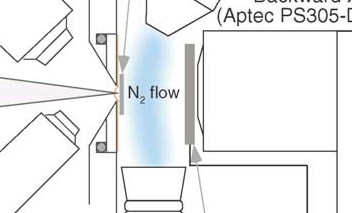 (Aptec PS305-
N₂ flow